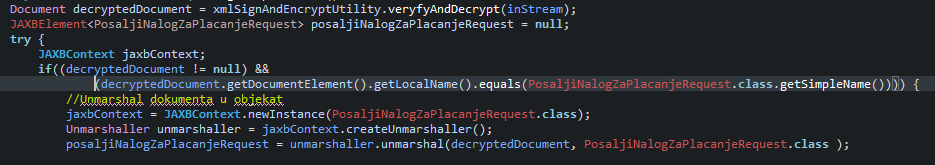 Document decryptedDocument = xmlSignAndEncryptUtility.veryfyAndDecrypt(inStream);
JAXBElement<PosaljiNalogZaPlacanjeRequest> posaljiNalogZaPlacanjeRequest = null;
try {
JAXBContext jaxbContext;
if((decryptedDocument != null) &&
(decryptedDocument.getDocumentElement().getLocalName().equals(PosaljiNalogZaPlacanjeRequest.class.getSimpleName()))) {
//Unmarshal dokumenta u objekat
jaxbContext = JAXBContext.newInstance(PosaljiNalogZaPlacanjeRequest.class);
Unmarshaller unmarshaller = jaxbContext.createUnmarshaller();
posaljiNalogZaPlacanjeRequest = unmarshaller.unmarshal(decryptedDocument, PosaljiNalogZaPlacanjeRequest.class );